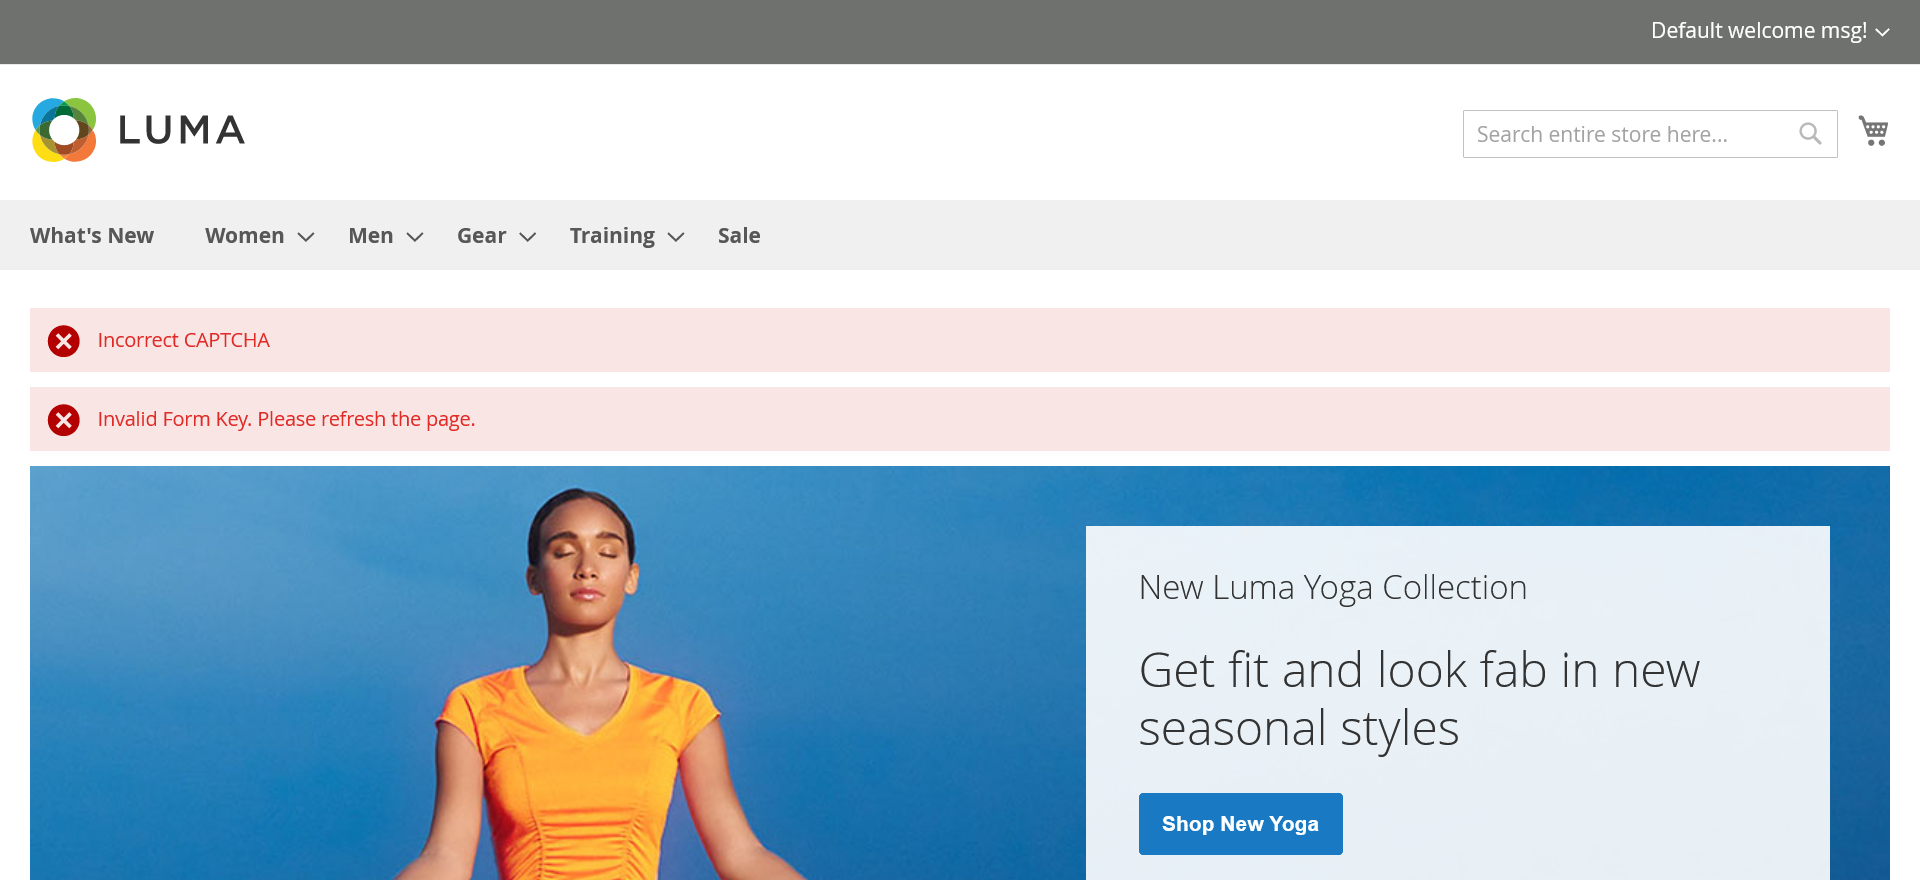 Default welcome msg!
LUMA
Search entire store here...
What's New Women Men Gear Training Sale
Incorrect CAPTCHA
Invalid Form Key. Please refresh the page.
New Luma Yoga Collection
Get fit and look fab in new
seasonal styles
Shop New Yoga